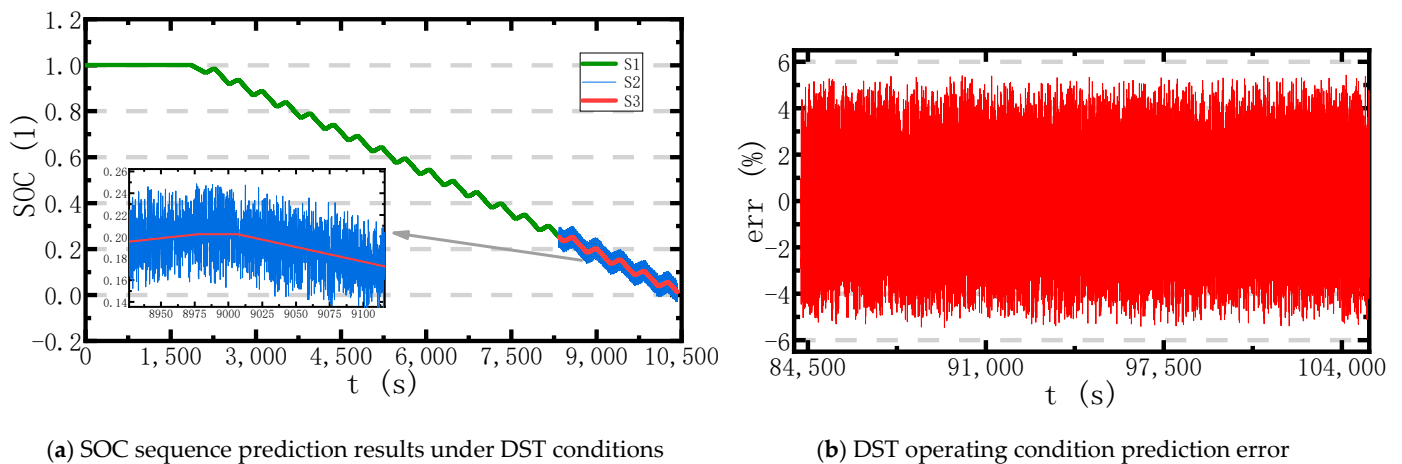 1.2
1.0
0.8
0.6
0.4
0.2
0.0
-0.2
SOC (1)
S1
S2
S3
0.26
0.24
0.22
0.20
0.18
0.16
0.14
8950 8975 9000 9025 9050 9075 9100
0 1,500 3,000 4,500 6,000 7,500 9,000 10,500
t (s)
6
4
2
0
-2
-4
-6
err (%)
84,500 91,000 97,500 104,000
t (s)
(a) SOC sequence prediction results under DST conditions
(b) DST operating condition prediction error